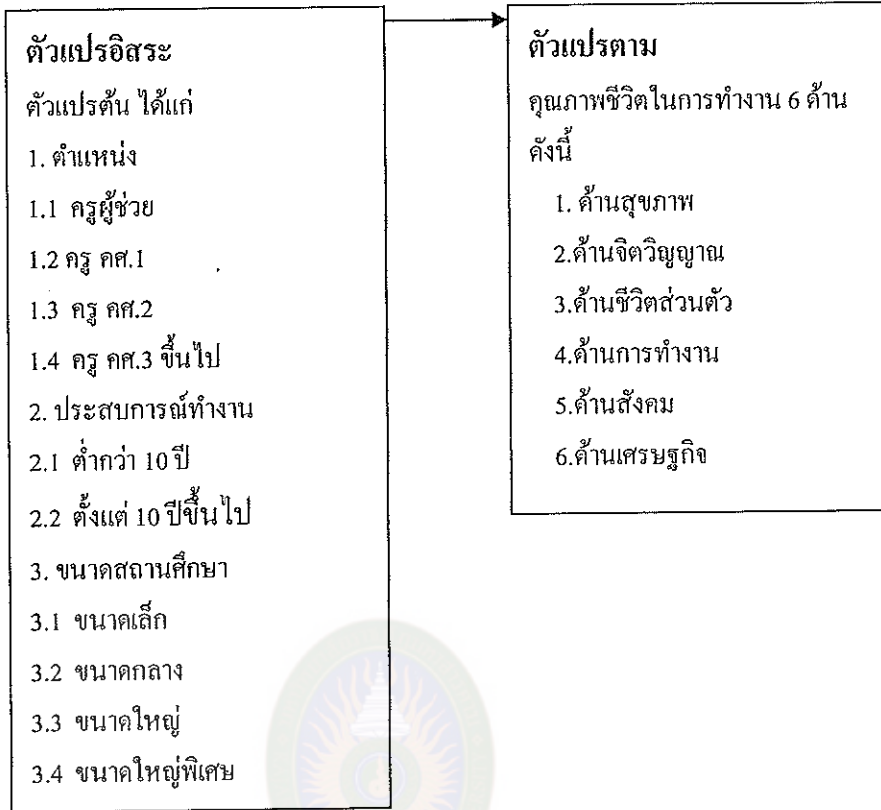 ตัวแปรอิสระ
ตัวแปรต้น ได้แก่
1. ตำแหน่ง
1.1 ครูผู้ช่วย
1.2 ครู คศ.1
1.3 ครู คศ.2
1.4 ครู คศ.3 ขึ้นไป
2. ประสบการณ์ทำงาน
2.1 ต่ำกว่า 10 ปี
2.2 ตั้งแต่ 10 ปีขึ้นไป
3. ขนาดสถานศึกษา
3.1 ขนาดเล็ก
3.2 ขนาดกลาง
3.3 ขนาดใหญ่
3.4 ขนาดใหญ่พิเศษ
ตัวแปรตาม
คุณภาพชีวิตในการทำงาน 6 ด้าน
ดังนี้
1. ด้านสุขภาพ
2.ด้านจิตวิญญาณ
3.ด้านชีวิตส่วนตัว
4.ด้านการทำงาน
5.ด้านสังคม
6.ด้านเศรษฐกิจ